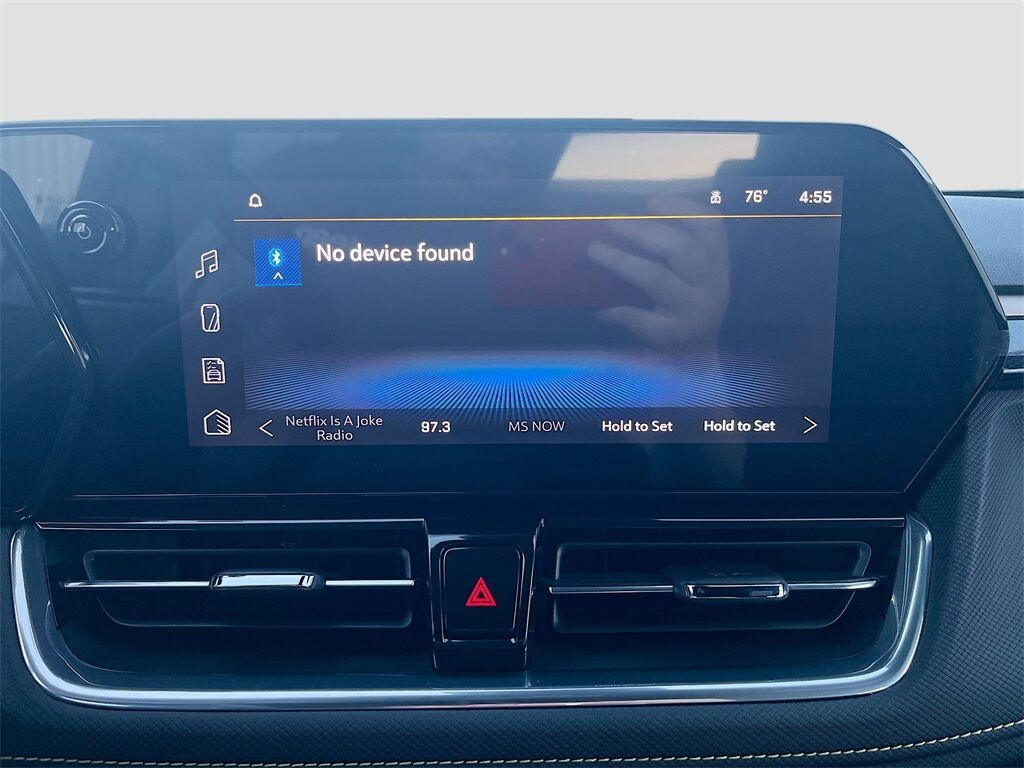 76° 4:55
No device found
Netflix Is A Joke
Radio
97.3
MS NOW
Hold to Set
Hold to Set